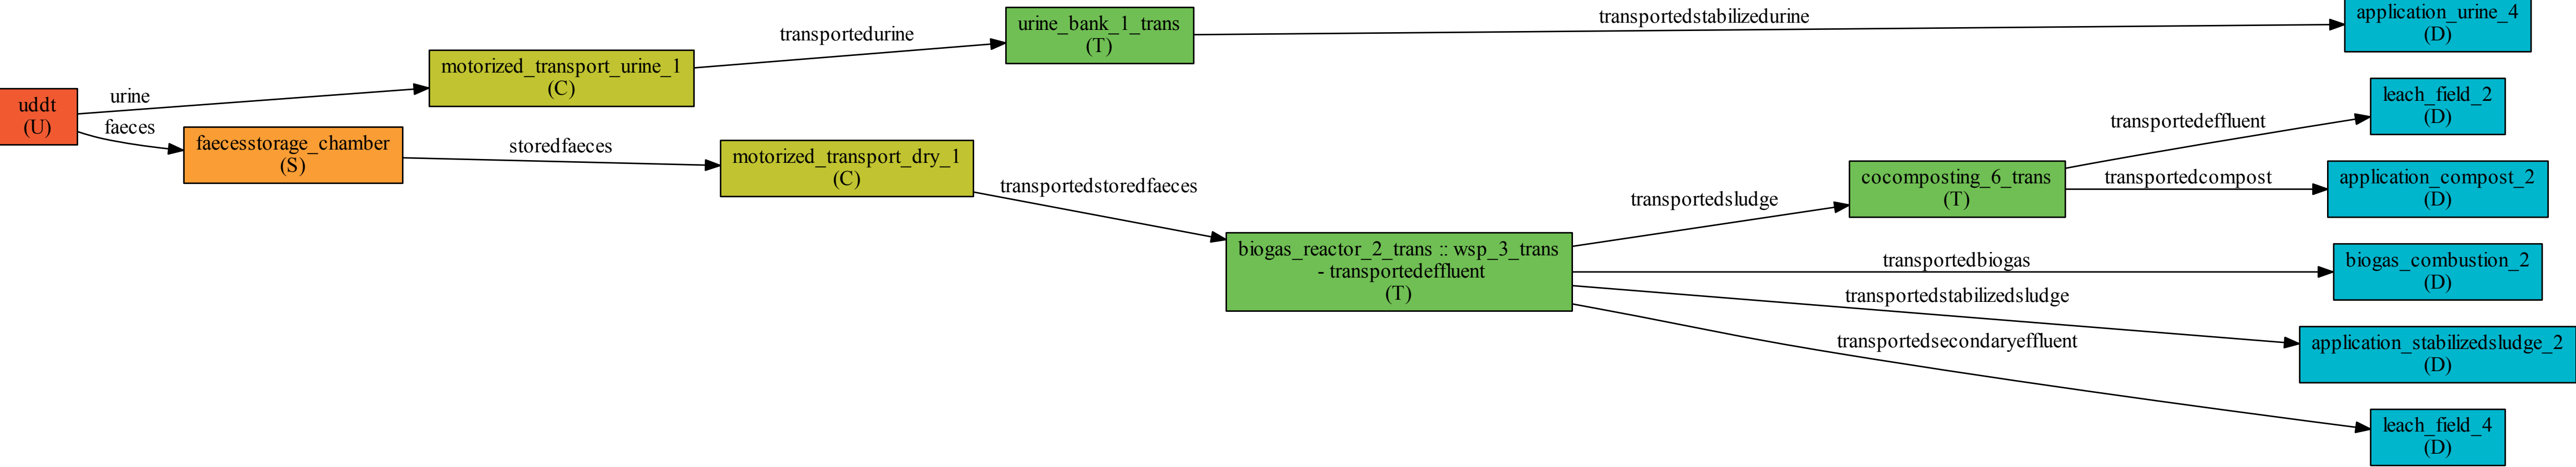 uddt
(U)
urine
faeces
motorized_transport_urine_1
(C)
faecesstorage_chamber
(S)
transportedurine
storedfaeces
urine_bank_1_trans
(T)
motorized_transport_dry_1
(C)
transportedstoredfaeces
transportedstabilizedurine
application_urine_4
(D)
biogas_reactor_2_trans :: wsp_3_trans
- transportedeffluent
(T)
transportedsludge
cocomposting_6_trans
(T)
transportedeffluent
leach_field_2
(D)
transportedcompost
application_compost_2
(D)
transportedbiogas
biogas_combustion_2
(D)
transportedstabilizedsludge
application_stabilizedsludge_2
(D)
transportedsecondaryeffluent
leach_field_4
(D)